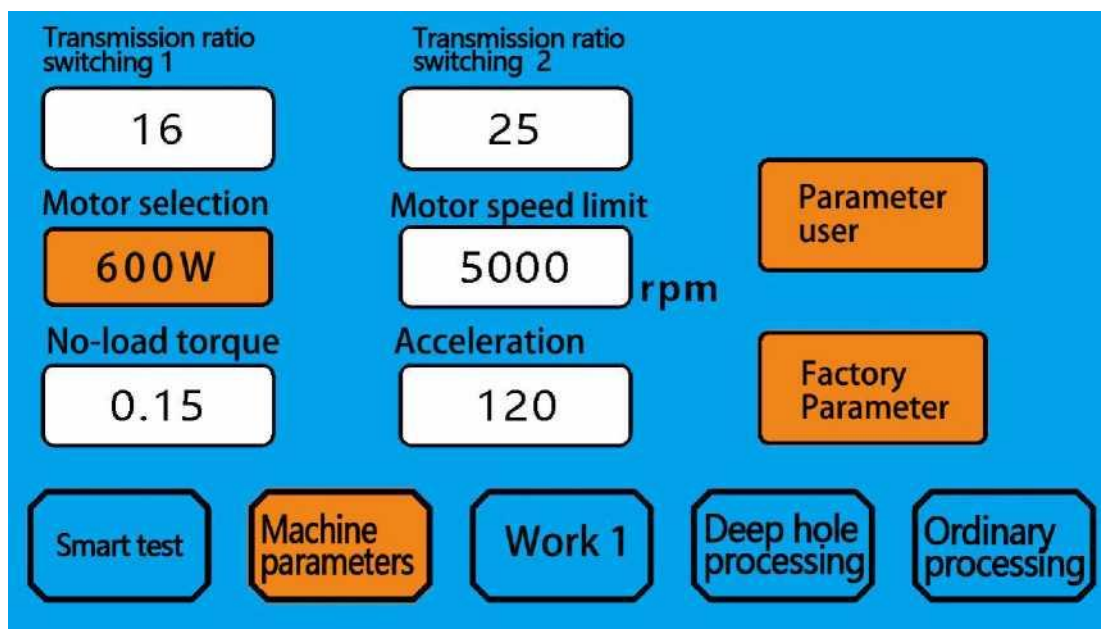 Transmission ratio
switching 1
Transmission ratio
switching 2
16
25
Motor selection
Motor speed limit
600W
5000
rpm
Parameter
user
No-load torque
Acceleration
0.15
120
Factory
Parameter
Smart test
Machine
parameters
Work 1
Deep hole
processing
Ordinary
processing